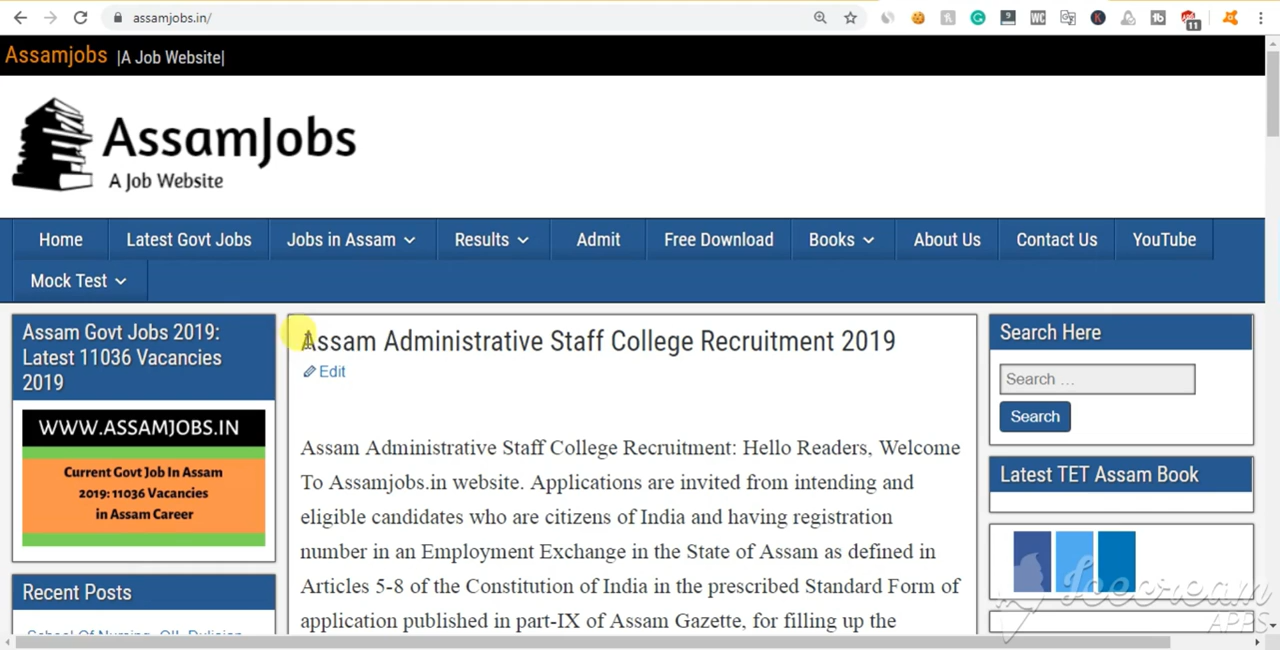 assamjobs.in/
9
WC
K
11
Assamjobs |A Job Website|
AssamJobs
A Job Website
Home
Latest Govt Jobs
Jobs in Assam
Results
Admit
Free Download
Books
About Us
Contact Us
YouTube
Mock Test
Assam Govt Jobs 2019:
Latest 11036 Vacancies
2019
WWW.ASSAMJOBS.IN
Current Govt Job In Assam
2019: 11036 Vacancies
in Assam Career
Recent Posts
Assam Administrative Staff College Recruitment 2019
Edit
Assam Administrative Staff College Recruitment: Hello Readers, Welcome
To Assamjobs.in website. Applications are invited from intending and
eligible candidates who are citizens of India and having registration
number in an Employment Exchange in the State of Assam as defined in
Articles 5-8 of the Constitution of India in the prescribed Standard Form of
application published in part-IX of Assam Gazette, for filling up the
Search Here
Search ...
Search
Latest TET Assam Book
Icecream
APPS